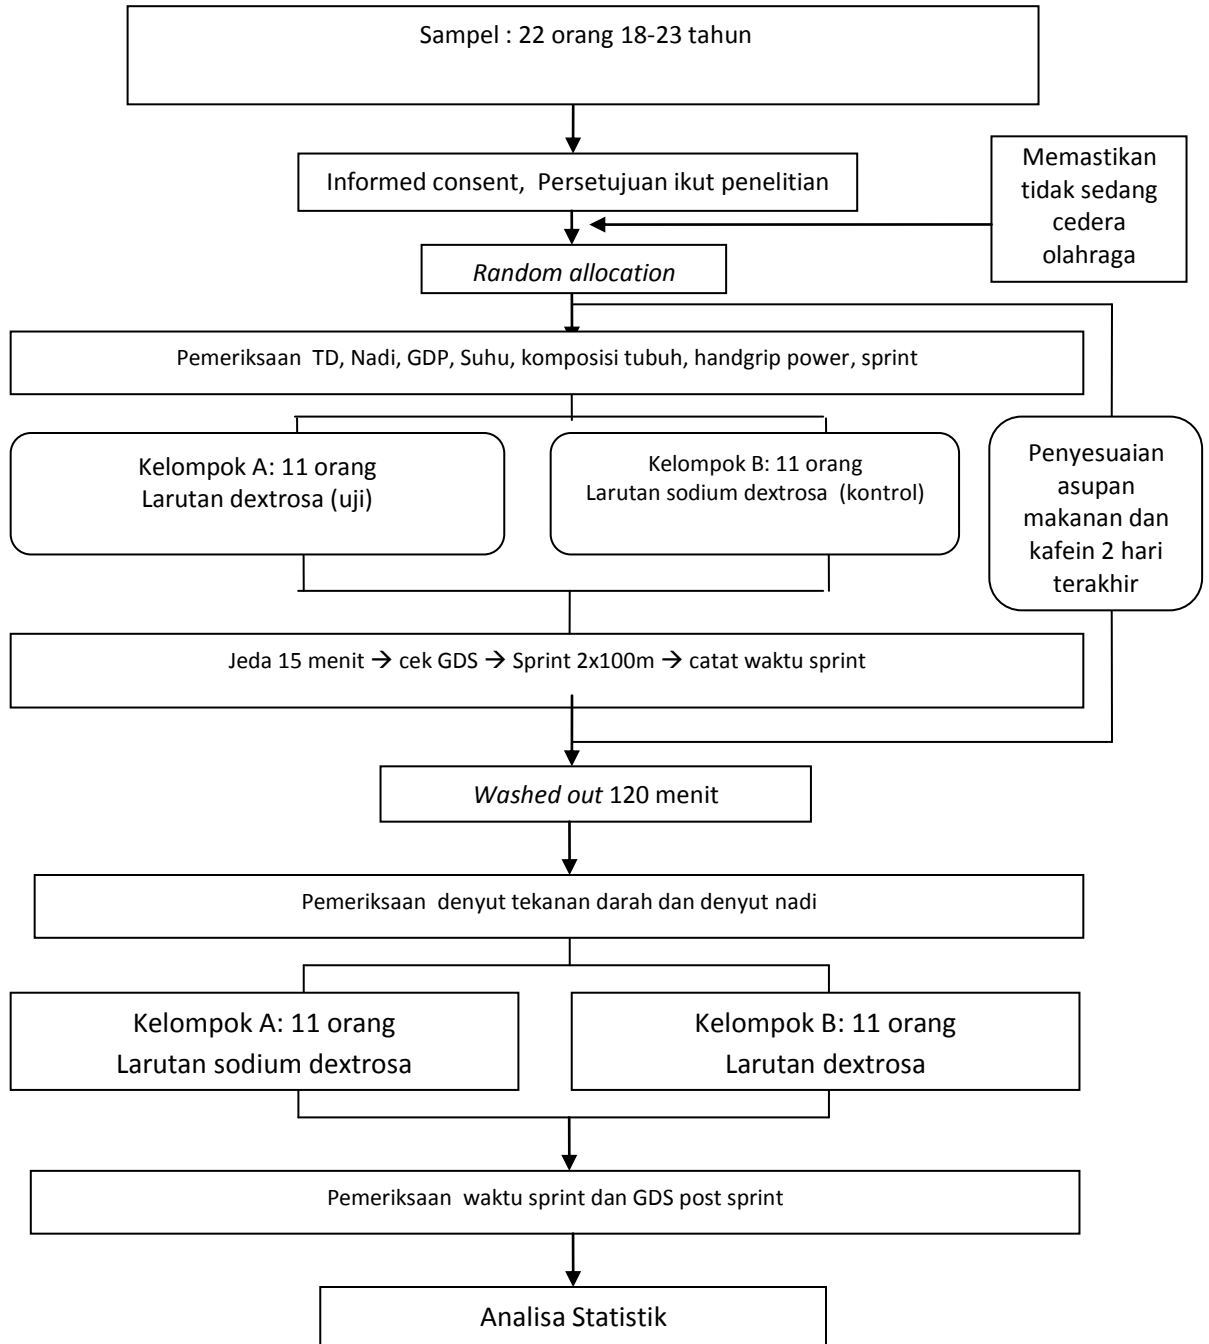 Sampel : 22 orang 18-23 tahun
Informed consent,  Persetujuan ikut penelitian
Memastikan
tidak sedang
cedera
olahraga
Random allocation
Pemeriksaan  TD, Nadi, GDP, Suhu, komposisi tubuh, handgrip power, sprint
Kelompok A: 11 orang
Larutan dextrosa (uji)
Kelompok B: 11 orang
Larutan sodium dextrosa  (kontrol)
Penyesuaian
asupan
makanan dan
kafein 2 hari
terakhir
Jeda 15 menit → cek GDS → Sprint 2x100m → catat waktu sprint
Washed out 120 menit
Pemeriksaan  denyut tekanan darah dan denyut nadi
Kelompok A: 11 orang
Larutan sodium dextrosa
Kelompok B: 11 orang
Larutan dextrosa
Pemeriksaan  waktu sprint dan GDS post sprint
Analisa Statistik